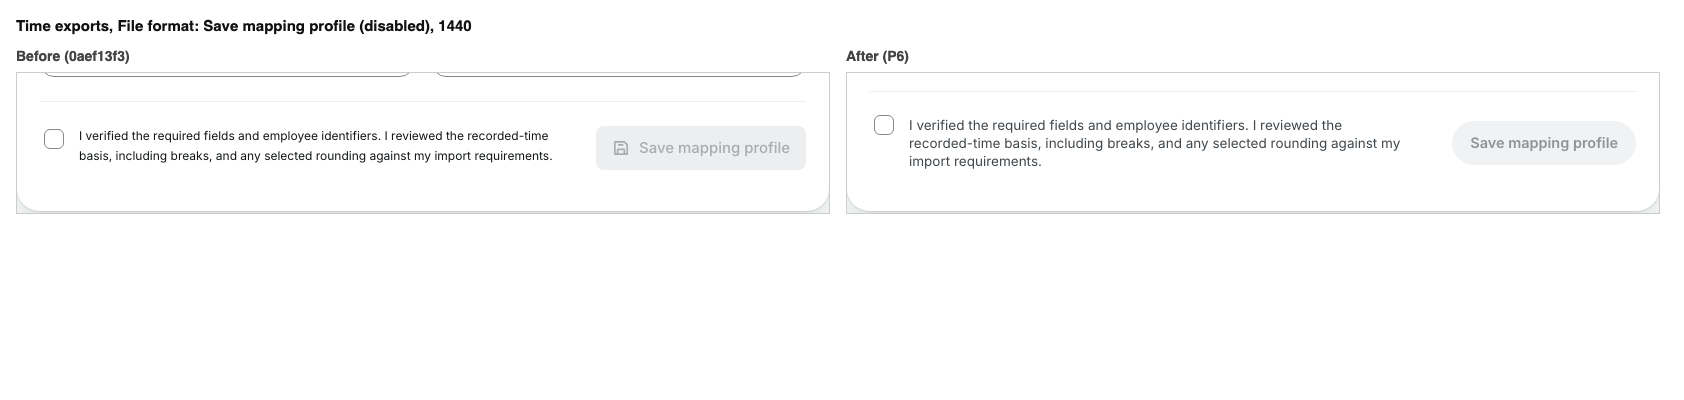 Time exports, File format: Save mapping profile (disabled), 1440
Before (0aef13f3)
I verified the required fields and employee identifiers. I reviewed the recorded-time
basis, including breaks, and any selected rounding against my import requirements.
Save mapping profile
After (P6)
I verified the required fields and employee identifiers. I reviewed the
recorded-time basis, including breaks, and any selected rounding against my
import requirements.
Save mapping profile